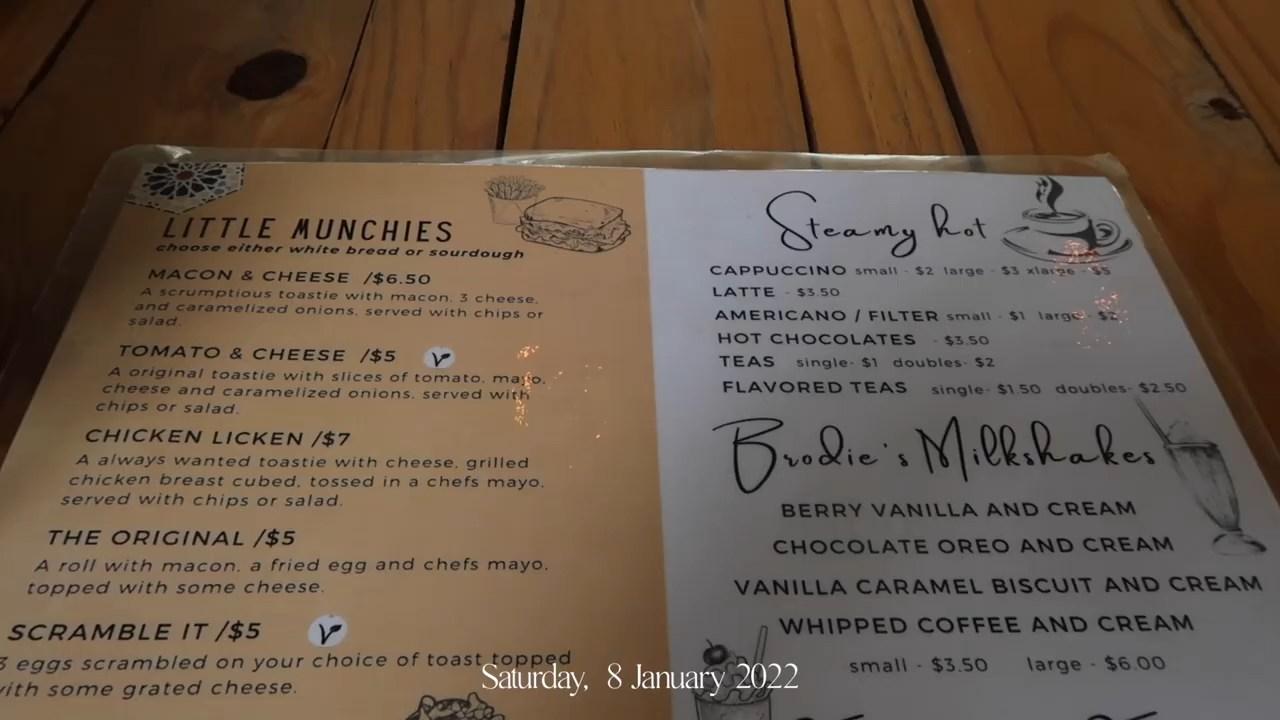 LITTLE MUNCHIES
choose either white bread or sourdough
MACON & CHEESE /$6.50
A scrumptious toastie with macon, 3 cheese,
and caramelized onions, served with chips or
salad.
TOMATO & CHEESE /$5
A original toastie with slices of tomato, mayo,
cheese and caramelized onions, served with
chips or salad.
CHICKEN LICKEN /$7
A always wanted toastie with cheese, grilled
chicken breast cubed, tossed in a chefs mayo,
served with chips or salad.
THE ORIGINAL /$5
A roll with macon, a fried egg and chefs mayo,
topped with some cheese.
SCRAMBLE IT /$5
3 eggs scrambled on your choice of toast topped
with some grated cheese.
Steamy hot
CAPPUCCINO small - $2 large - $3 xlarge - $5
LATTE - $3.50
AMERICANO / FILTER small - $1 large - $2
HOT CHOCOLATES - $3.50
TEAS single- $1 doubles- $2
FLAVORED TEAS single- $1.50 doubles- $2.50
Brodie's Milkshakes
BERRY VANILLA AND CREAM
CHOCOLATE OREO AND CREAM
VANILLA CARAMEL BISCUIT AND CREAM
WHIPPED COFFEE AND CREAM
small - $3.50 large - $6.00
Saturday, 8 January 2022